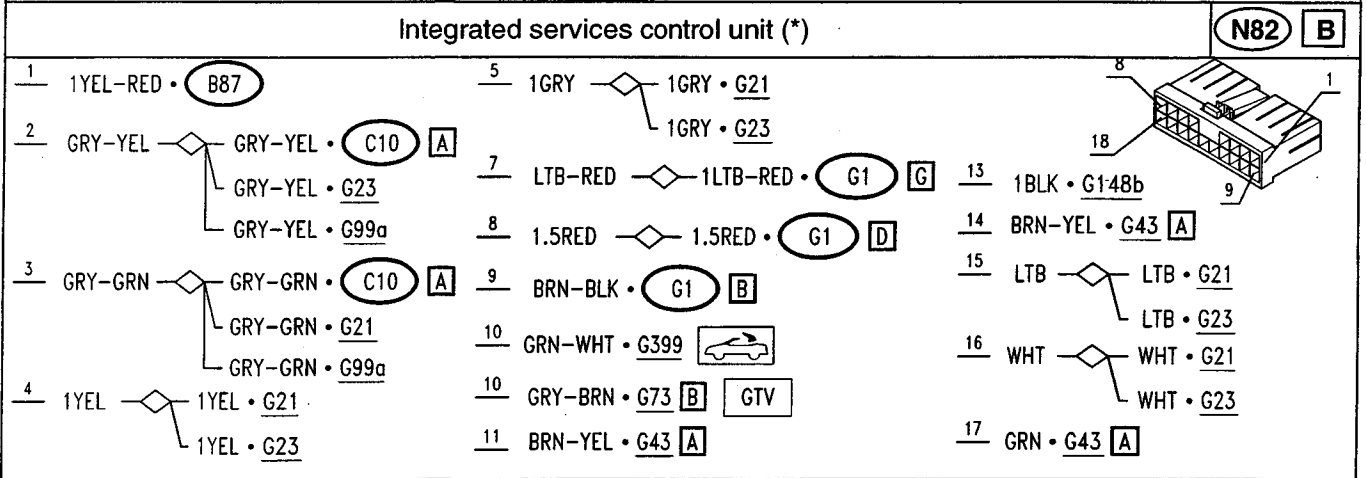 Integrated services control unit (*) N82 B
1 1YEL-RED • B87
2 GRY-YEL GRY-YEL • C10 A
GRY-YEL • G23
GRY-YEL • G99a
3 GRY-GRN GRY-GRN • C10 A
GRY-GRN • G21
GRY-GRN • G99a
4 1YEL 1YEL • G21
1YEL • G23
5 1GRY 1GRY • G21
1GRY • G23
7 LTB-RED 1LTB-RED • G1 G
8 1.5RED 1.5RED • G1 D
9 BRN-BLK • G1 B
10 GRN-WHT • G399
10 GRY-BRN • G73 B GTV
11 BRN-YEL • G43 A
8 1
18 9
13 1BLK • G148b
14 BRN-YEL • G43 A
15 LTB LTB • G21
LTB • G23
16 WHT WHT • G21
WHT • G23
17 GRN • G43 A